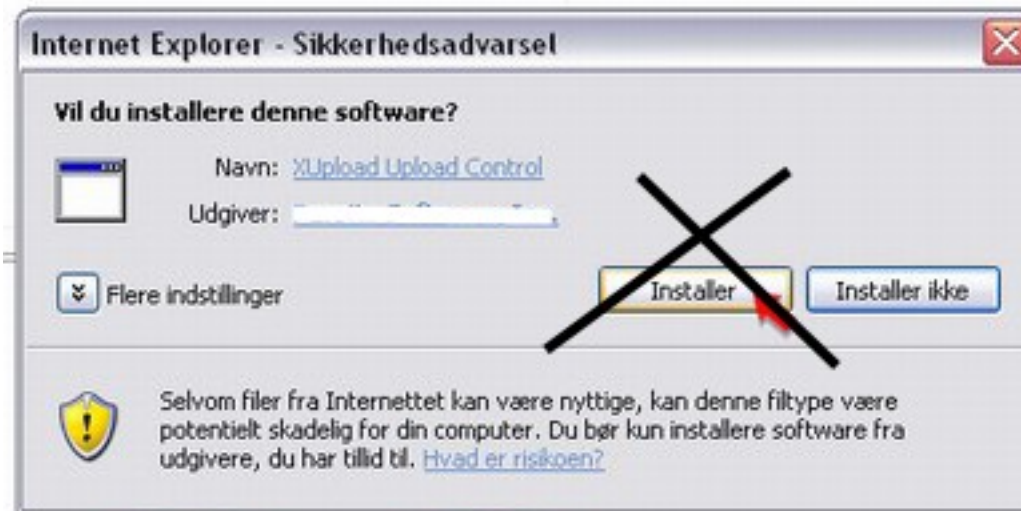 Internet Explorer - Sikkerhedsadvarsel
Vil du installere denne software?
Navn: XUpload Upload Control
Udgiver:
Flere indstillinger
Installer
Installer ikke
Selvom filer fra Internettet kan være nyttige, kan denne filtype være
potentielt skadelig for din computer. Du bør kun installere software fra
udgivere, du har tillid til. Hvad er risikoen?